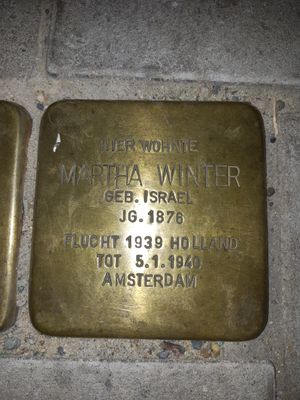 HIER WOHNTE
MARTHA WINTER
GEB. ISRAEL
JG. 1876
FLUCHT 1939 HOLLAND
TOT 5.1.1940
AMSTERDAM